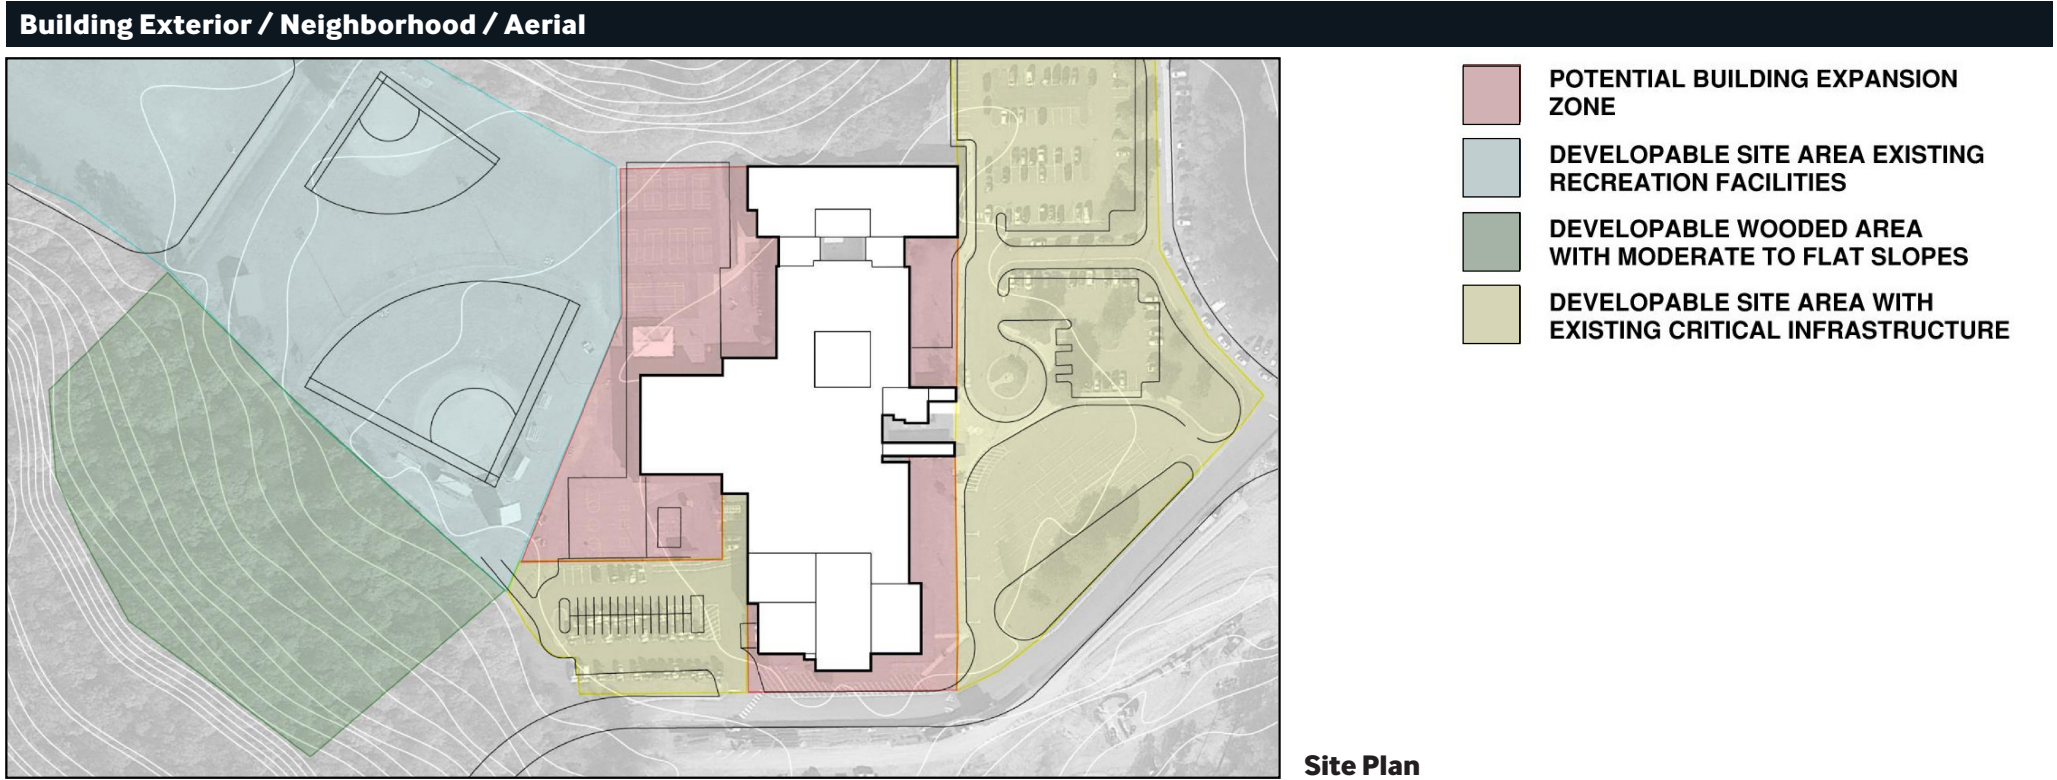 Building Exterior / Neighborhood / Aerial
POTENTIAL BUILDING EXPANSION
ZONE
DEVELOPABLE SITE AREA EXISTING
RECREATION FACILITIES
DEVELOPABLE WOODED AREA
WITH MODERATE TO FLAT SLOPES
DEVELOPABLE SITE AREA WITH
EXISTING CRITICAL INFRASTRUCTURE
Site Plan